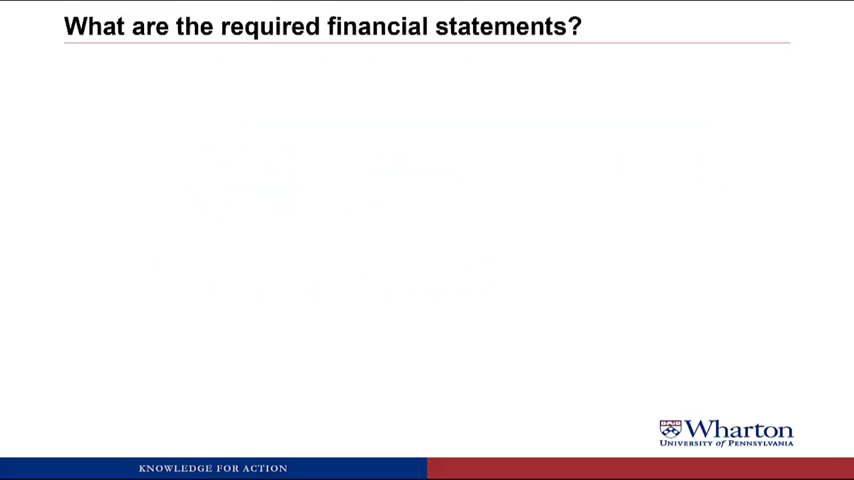 What are the required financial statements?
Wharton
UNIVERSITY OF PENNSYLVANIA
KNOWLEDGE FOR ACTION